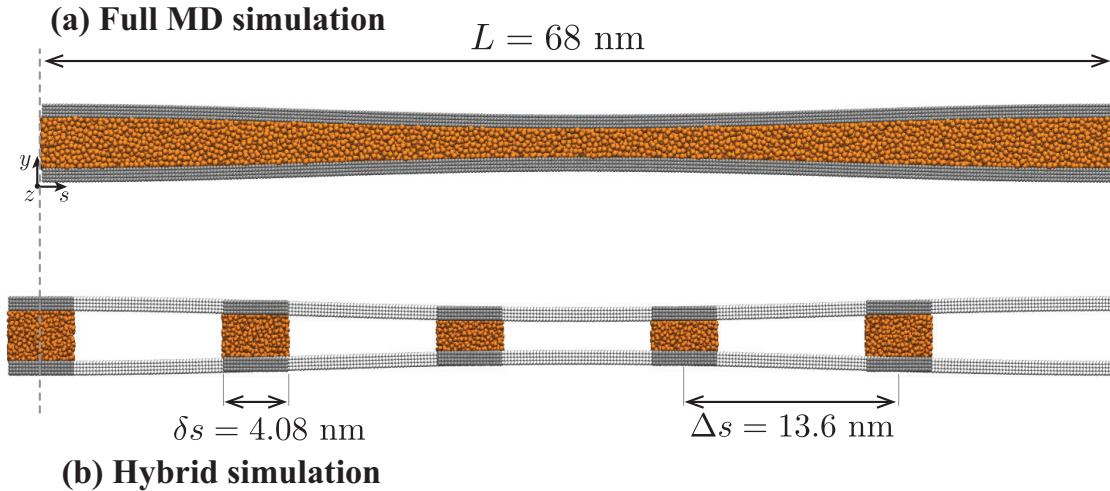 (a) Full MD simulation
L = 68 nm
y
z s
δs = 4.08 nm
Δs = 13.6 nm
(b) Hybrid simulation